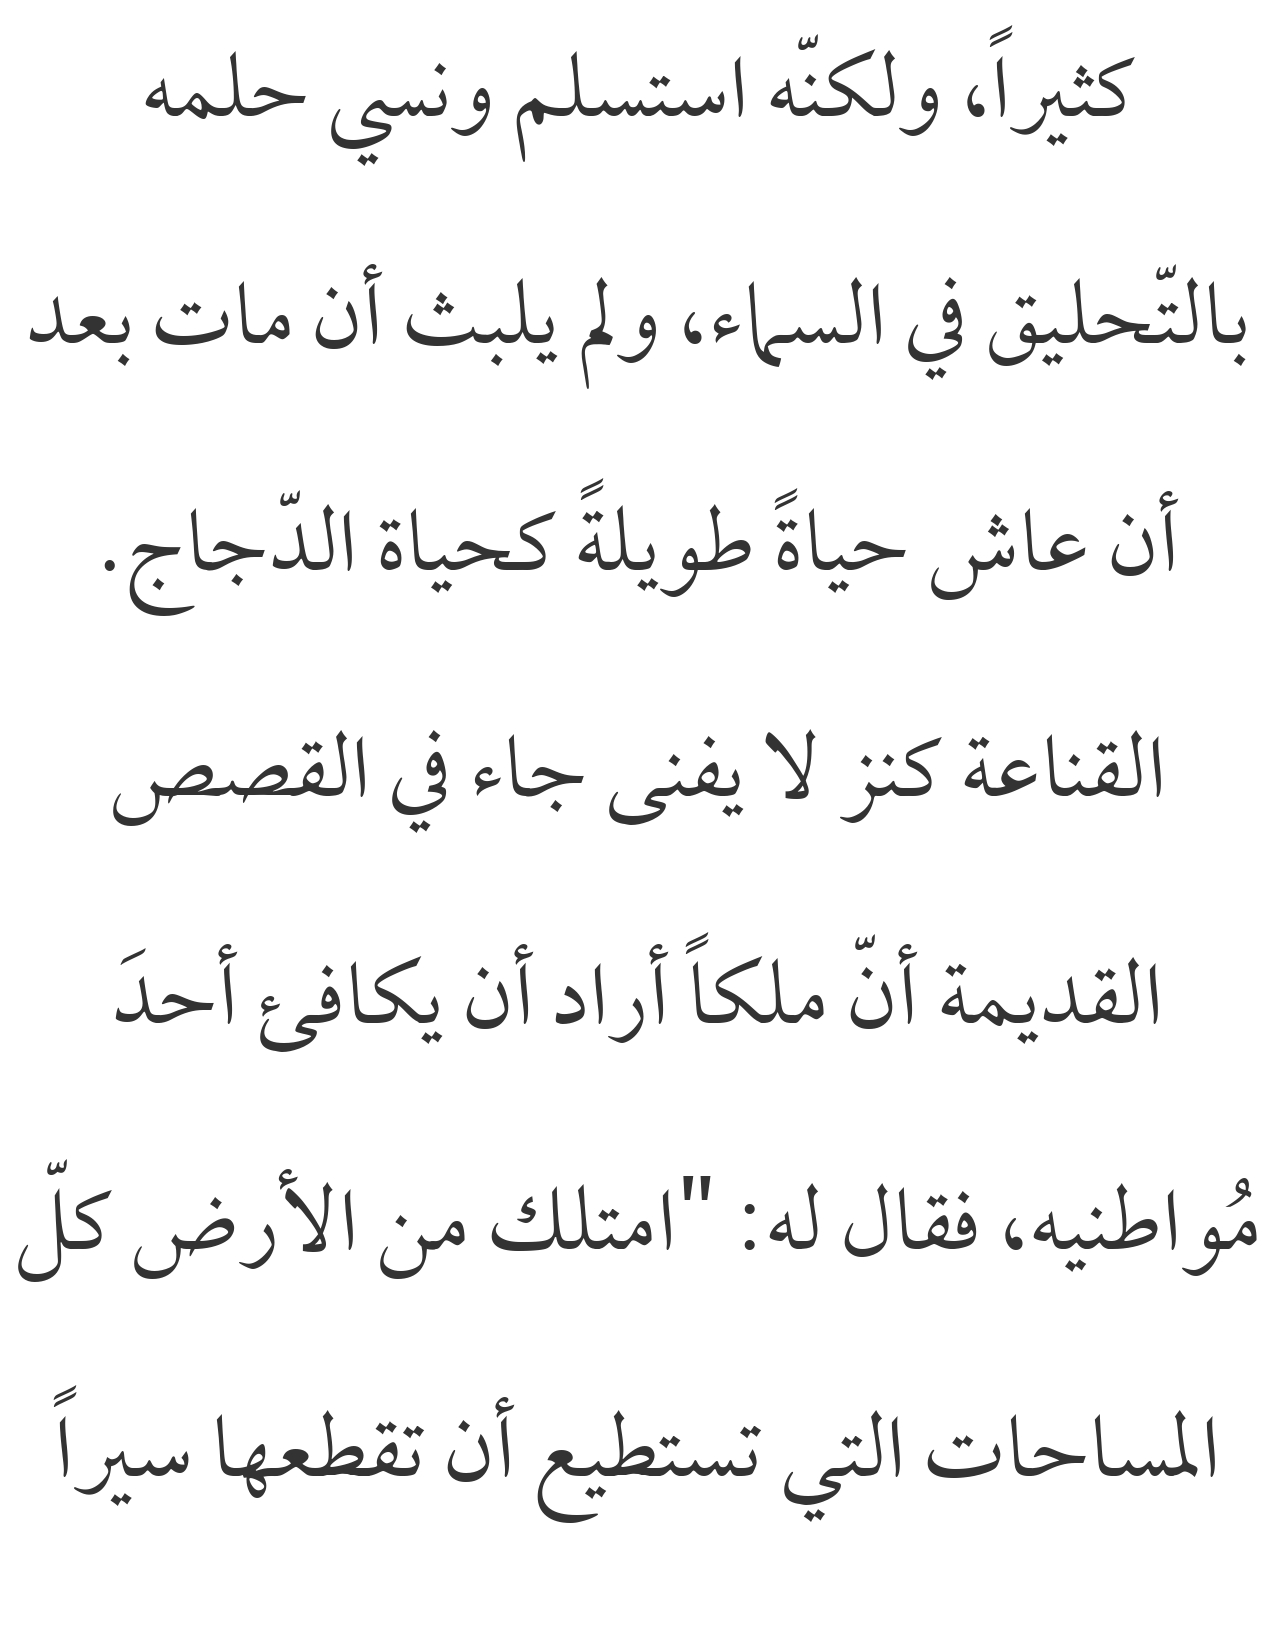 كثيراً، ولكنّه استسلم ونسي حلمه
بالتّحليق في السماء، ولم يلبث أن مات بعد
أن عاش حياةً طويلةً كحياة الدّجاج.
القناعة كنز لا يفنى جاء في القصص
القديمة أنّ ملكاً أراد أن يكافئ أحدَ
مُواطنيه، فقال له: "امتلك من الأرض كلّ
المساحات التي تستطيع أن تقطعها سيراً